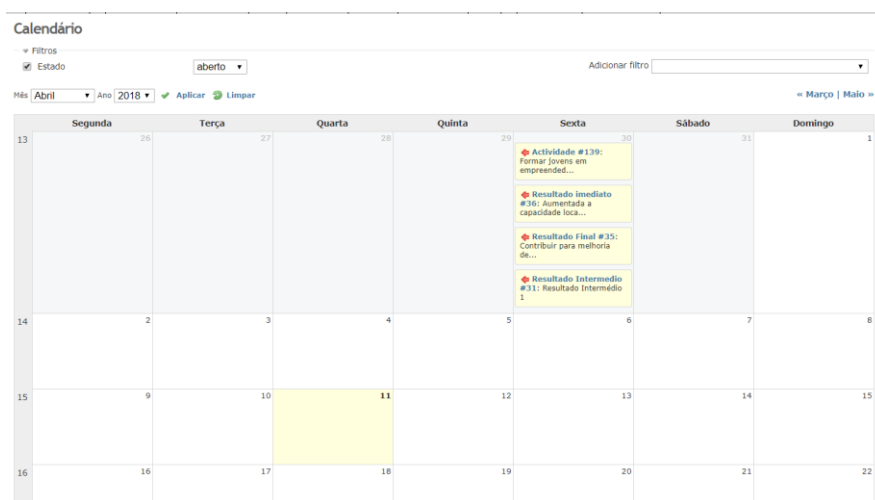 Calendário
Filtros
Estado aberto Adicionar filtro
Mês Abril Ano 2018 Aplicar Limpar « Março | Maio »
Segunda Terça Quarta Quinta Sexta Sábado Domingo
13 26 27 28 29 30 31 1
Actividade #139:
Formar jovens em
empreended...
Resultado imediato
#36: Aumentada a
capacidade loca...
Resultado Final #35:
Contribuir para melhoria
de...
Resultado Intermedio
#31: Resultado Intermédio
1
14 2 3 4 5 6 7 8
15 9 10 11 12 13 14 15
16 16 17 18 19 20 21 22